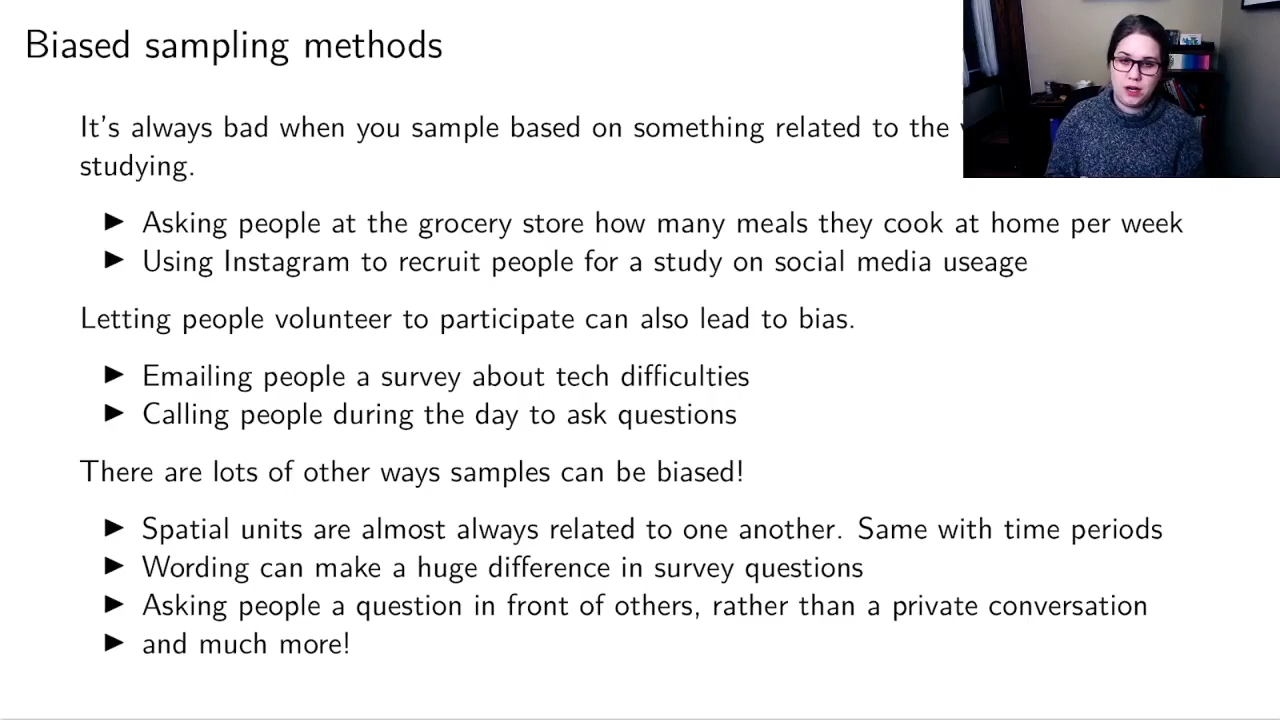 Biased sampling methods
It's always bad when you sample based on something related to the
studying.
▶ Asking people at the grocery store how many meals they cook at home per week
▶ Using Instagram to recruit people for a study on social media useage
Letting people volunteer to participate can also lead to bias.
▶ Emailing people a survey about tech difficulties
▶ Calling people during the day to ask questions
There are lots of other ways samples can be biased!
▶ Spatial units are almost always related to one another. Same with time periods
▶ Wording can make a huge difference in survey questions
▶ Asking people a question in front of others, rather than a private conversation
▶ and much more!